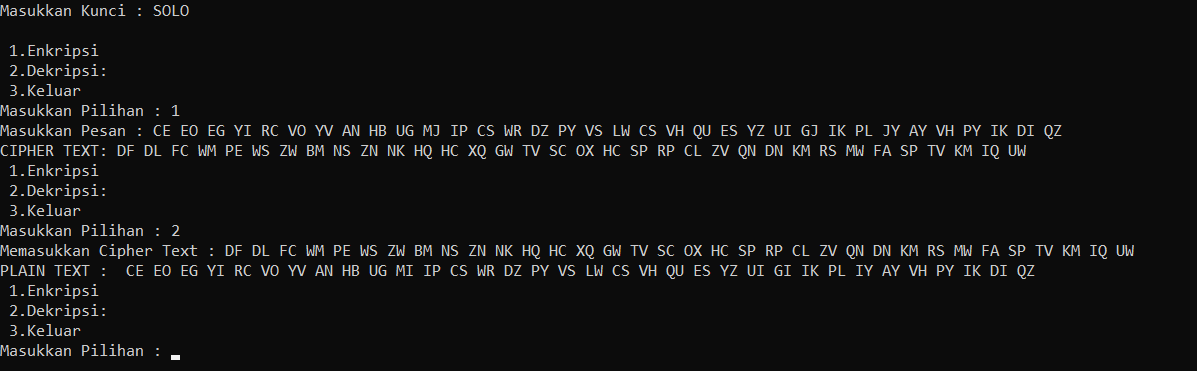 Masukkan Kunci : SOLO
1.Enkripsi
2.Dekripsi:
3.Keluar
Masukkan Pilihan : 1
Masukkan Pesan : CE EO EG YI RC VO YV AN HB UG MJ IP CS WR DZ PY VS LW CS VH QU ES YZ UI GJ IK PL JY AY VH PY IK DI QZ
CIPHER TEXT: DF DL FC WM PE WS ZW BM NS ZN NK HQ HC XQ GW TV SC OX HC SP RP CL ZV QN DN KM RS MW FA SP TV KM IQ UW
1.Enkripsi
2.Dekripsi:
3.Keluar
Masukkan Pilihan : 2
Memasukkan Cipher Text : DF DL FC WM PE WS ZW BM NS ZN NK HQ HC XQ GW TV SC OX HC SP RP CL ZV QN DN KM RS MW FA SP TV KM IQ UW
PLAIN TEXT :  CE EO EG YI RC VO YV AN HB UG MI IP CS WR DZ PY VS LW CS VH QU ES YZ UI GI IK PL IY AY VH PY IK DI QZ
1.Enkripsi
2.Dekripsi:
3.Keluar
Masukkan Pilihan :